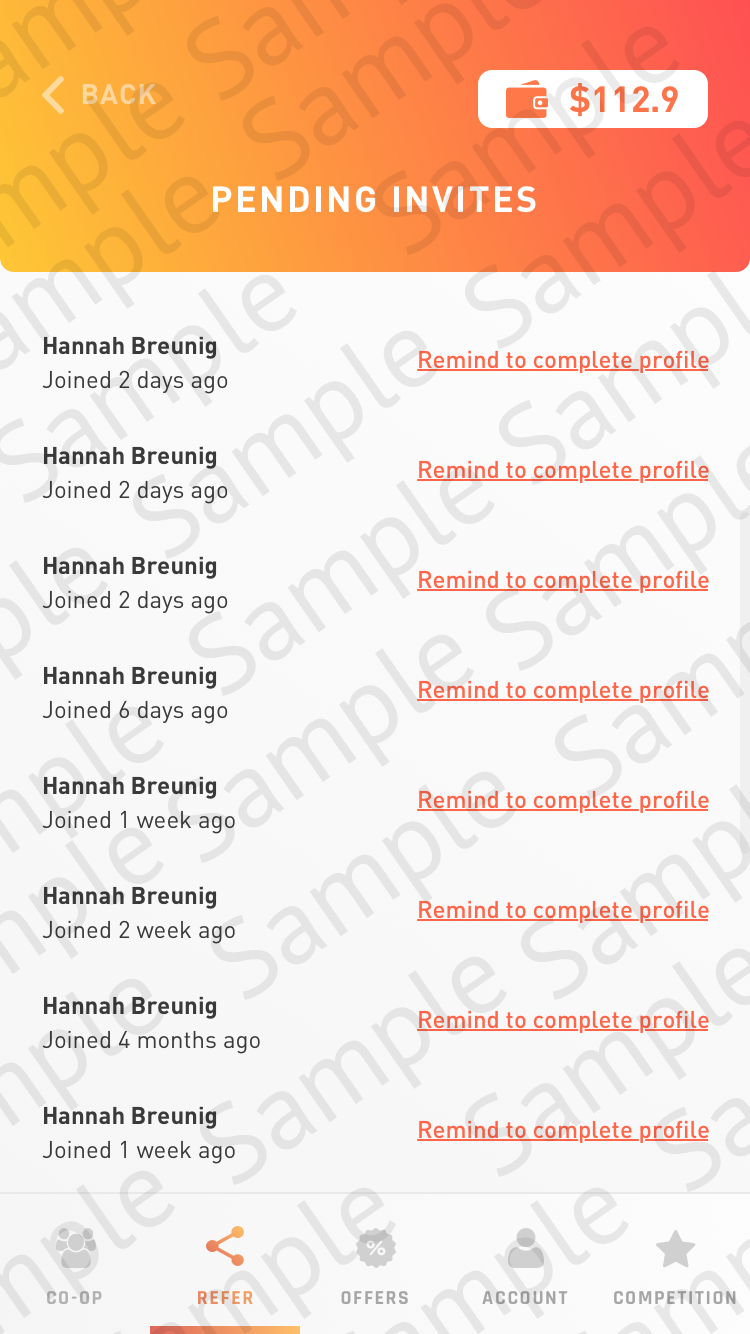 BACK
$112.9
PENDING INVITES
Hannah Breunig
Joined 2 days ago
Remind to complete profile
Hannah Breunig
Joined 2 days ago
Remind to complete profile
Hannah Breunig
Joined 2 days ago
Remind to complete profile
Hannah Breunig
Joined 6 days ago
Remind to complete profile
Hannah Breunig
Joined 1 week ago
Remind to complete profile
Hannah Breunig
Joined 2 week ago
Remind to complete profile
Hannah Breunig
Joined 4 months ago
Remind to complete profile
Hannah Breunig
Joined 1 week ago
Remind to complete profile
CO-OP
REFER
%
OFFERS
ACCOUNT
COMPETITION
Sample